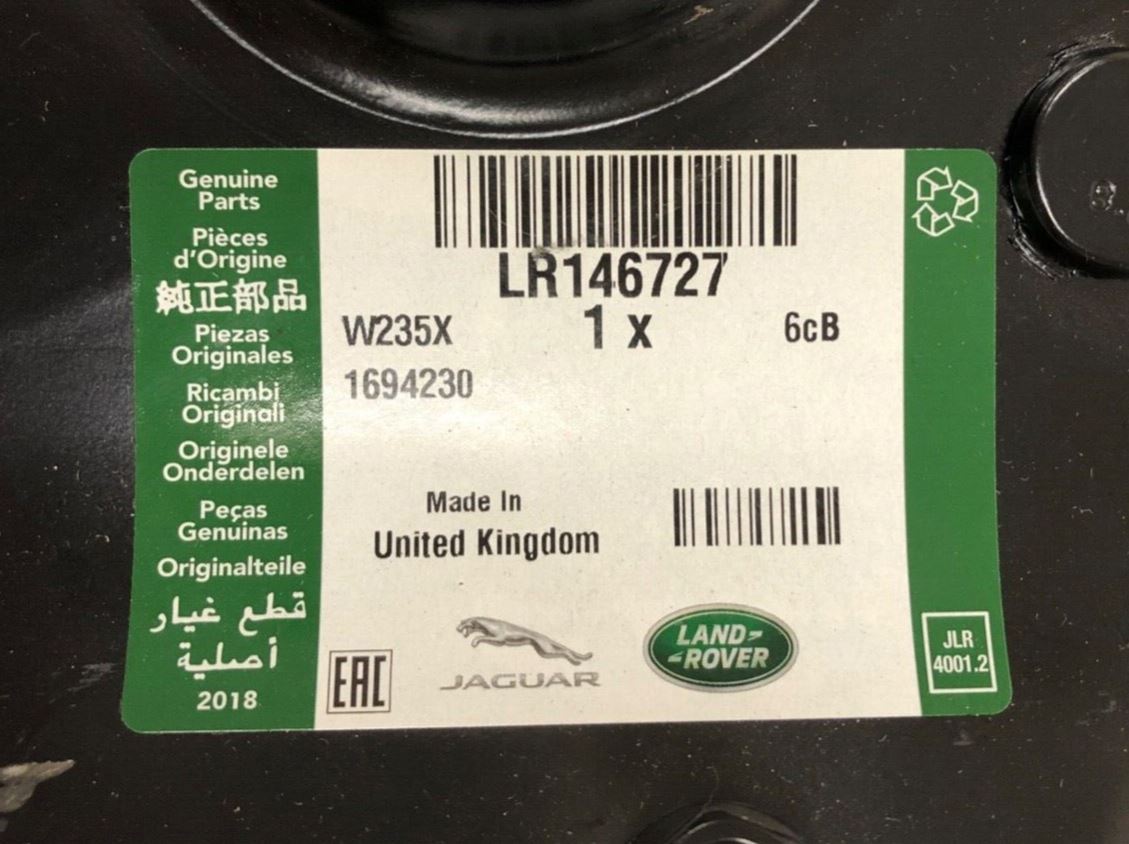 Genuine
Parts
Pièces
d'Origine
純正部品
Piezas
Originales
Ricambi
Originali
Originele
Onderdelen
Peças
Genuinas
Originalteile
قطع غيار
أصلية
2018
LR146727
W235X 1 x 6cB
1694230
Made In
United Kingdom
EAC
JAGUAR
LAND-
-ROVER
JLR
4001.2